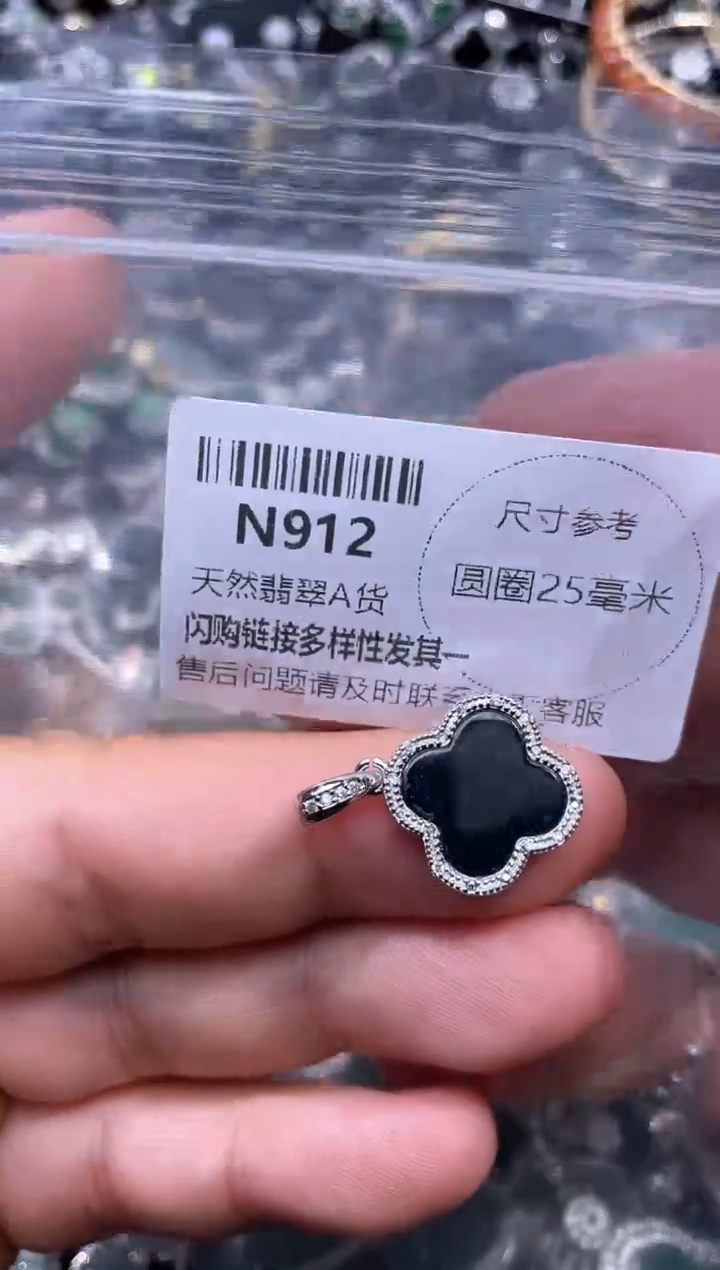 N912
天然翡翠A货
闪购链接多样性发其一
售后问题请及时联系
客服
尺寸参考
圆圈25毫米